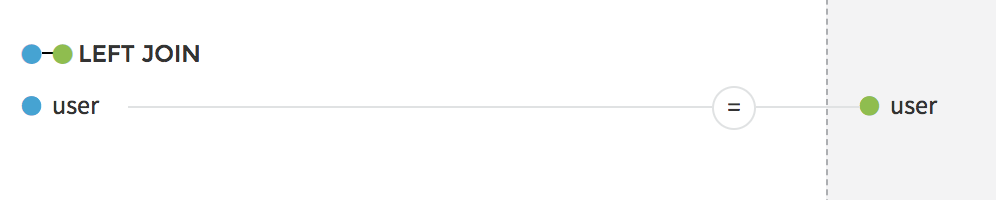 LEFT JOIN
user = user